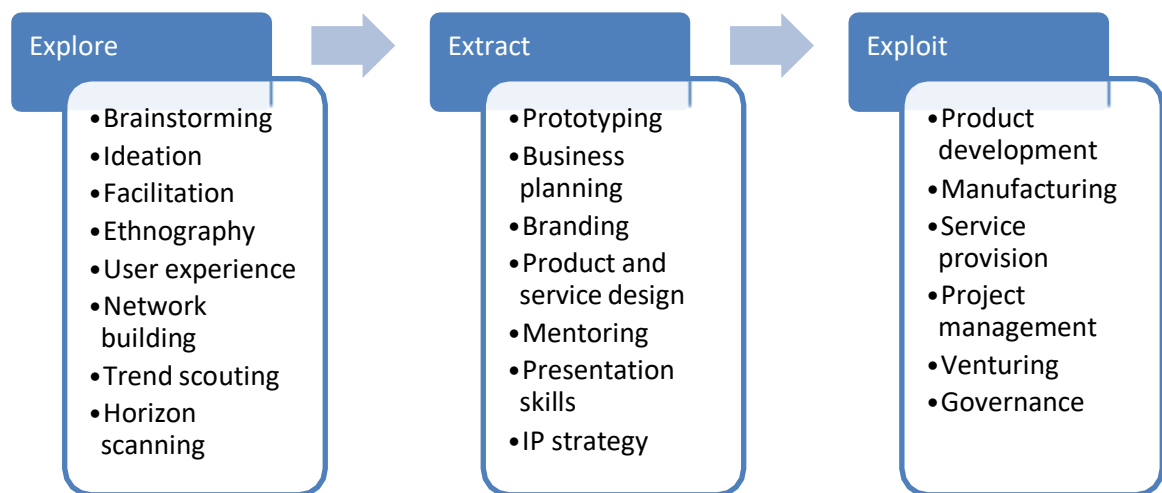 Explore
•Brainstorming
•Ideation
•Facilitation
•Ethnography
•User experience
•Network
building
•Trend scouting
•Horizon
scanning
Extract
•Prototyping
•Business
planning
•Branding
•Product and
service design
•Mentoring
•Presentation
skills
•IP strategy
Exploit
•Product
development
•Manufacturing
•Service
provision
•Project
management
•Venturing
•Governance